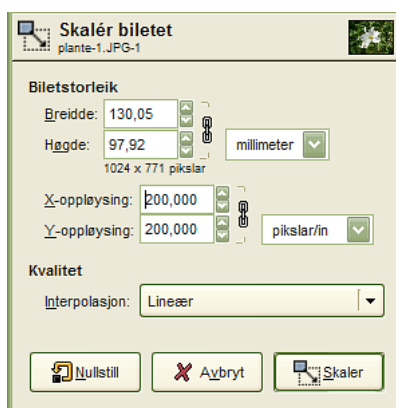 Skalér biletet
plante-1.JPG-1
Biletstorleik
Breidde: 130,05
Høgde: 97,92 millimeter
1024 x 771 pikslar
X-oppløysing: 200,000
Y-oppløysing: 200,000 pikslar/in
Kvalitet
Interpolasjon: Lineær
Nullstill Avbryt Skaler